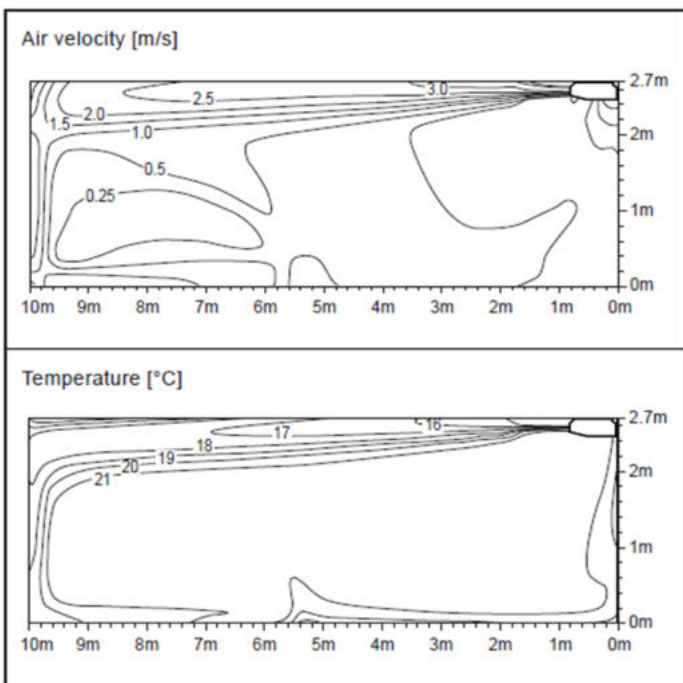 Air velocity [m/s]
3.0
2.5
2.7m
2.0
1.5
1.0
2m
0.5
0.25
1m
0m
10m 9m 8m 7m 6m 5m 4m 3m 2m 1m 0m
Temperature [°C]
16
17
2.7m
18
19
20
21
2m
1m
0m
10m 9m 8m 7m 6m 5m 4m 3m 2m 1m 0m